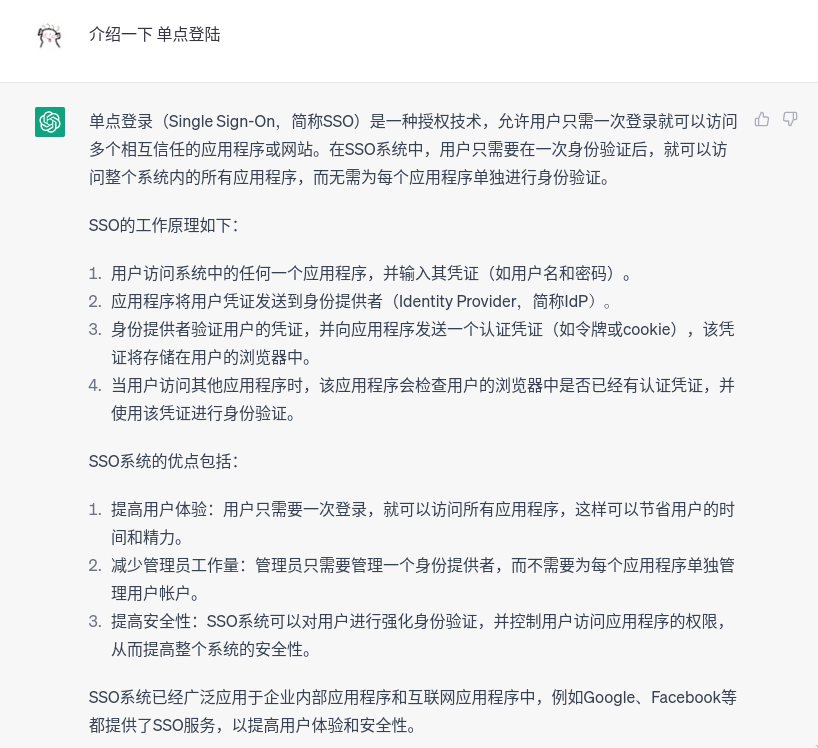 介绍一下 单点登陆
单点登录（Single Sign-On，简称SSO）是一种授权技术，允许用户只需一次登录就可以访问
多个相互信任的应用程序或网站。在SSO系统中，用户只需要在一次身份验证后，就可以访
问整个系统内的所有应用程序，而无需为每个应用程序单独进行身份验证。
SSO的工作原理如下：
1. 用户访问系统中的任何一个应用程序，并输入其凭证（如用户名和密码）。
2. 应用程序将用户凭证发送到身份提供者（Identity Provider，简称IdP）。
3. 身份提供者验证用户的凭证，并向应用程序发送一个认证凭证（如令牌或cookie），该凭
证将存储在用户的浏览器中。
4. 当用户访问其他应用程序时，该应用程序会检查用户的浏览器中是否已经有认证凭证，并
使用该凭证进行身份验证。
SSO系统的优点包括：
1. 提高用户体验：用户只需要一次登录，就可以访问所有应用程序，这样可以节省用户的时
间和精力。
2. 减少管理员工作量：管理员只需要管理一个身份提供者，而不需要为每个应用程序单独管
理用户帐户。
3. 提高安全性：SSO系统可以对用户进行强化身份验证，并控制用户访问应用程序的权限，
从而提高整个系统的安全性。
SSO系统已经广泛应用于企业内部应用程序和互联网应用程序中，例如Google、Facebook等
都提供了SSO服务，以提高用户体验和安全性。